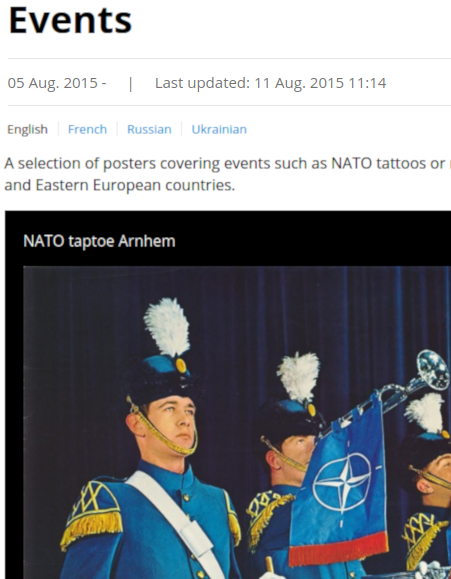 Events
05 Aug. 2015 - | Last updated: 11 Aug. 2015 11:14
English French Russian Ukrainian
A selection of posters covering events such as NATO tattoos or
and Eastern European countries.
NATO taptoe Arnhem